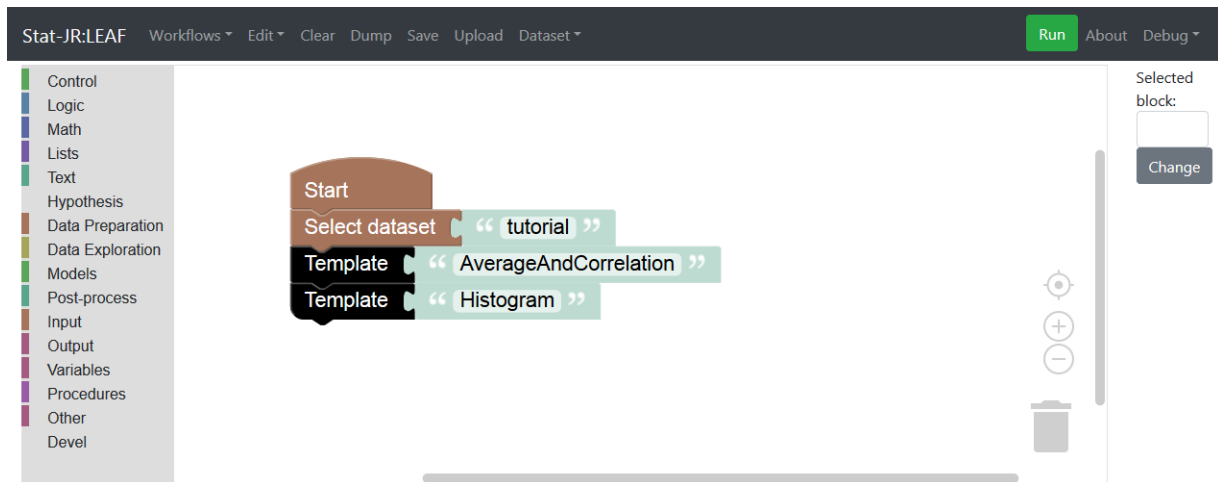 Stat-JR:LEAF Workflows Edit Clear Dump Save Upload Dataset Run About Debug
Control
Logic
Math
Lists
Text
Hypothesis
Data Preparation
Data Exploration
Models
Post-process
Input
Output
Variables
Procedures
Other
Devel
Start
Select dataset “ tutorial ”
Template “ AverageAndCorrelation ”
Template “ Histogram ”
Selected
block:
Change